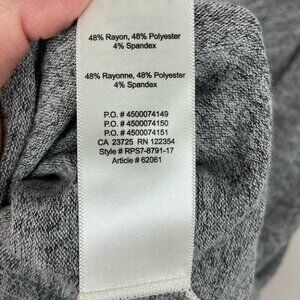 48% Rayon, 48% Polyester
4% Spandex
48% Rayonne, 48% Polyester
4% Spandex
P.O. # 4500074149
P.O. # 4500074150
P.O. # 4500074151
CA 23725 RN 122354
Style # RPS7-8791-17
Article # 62061